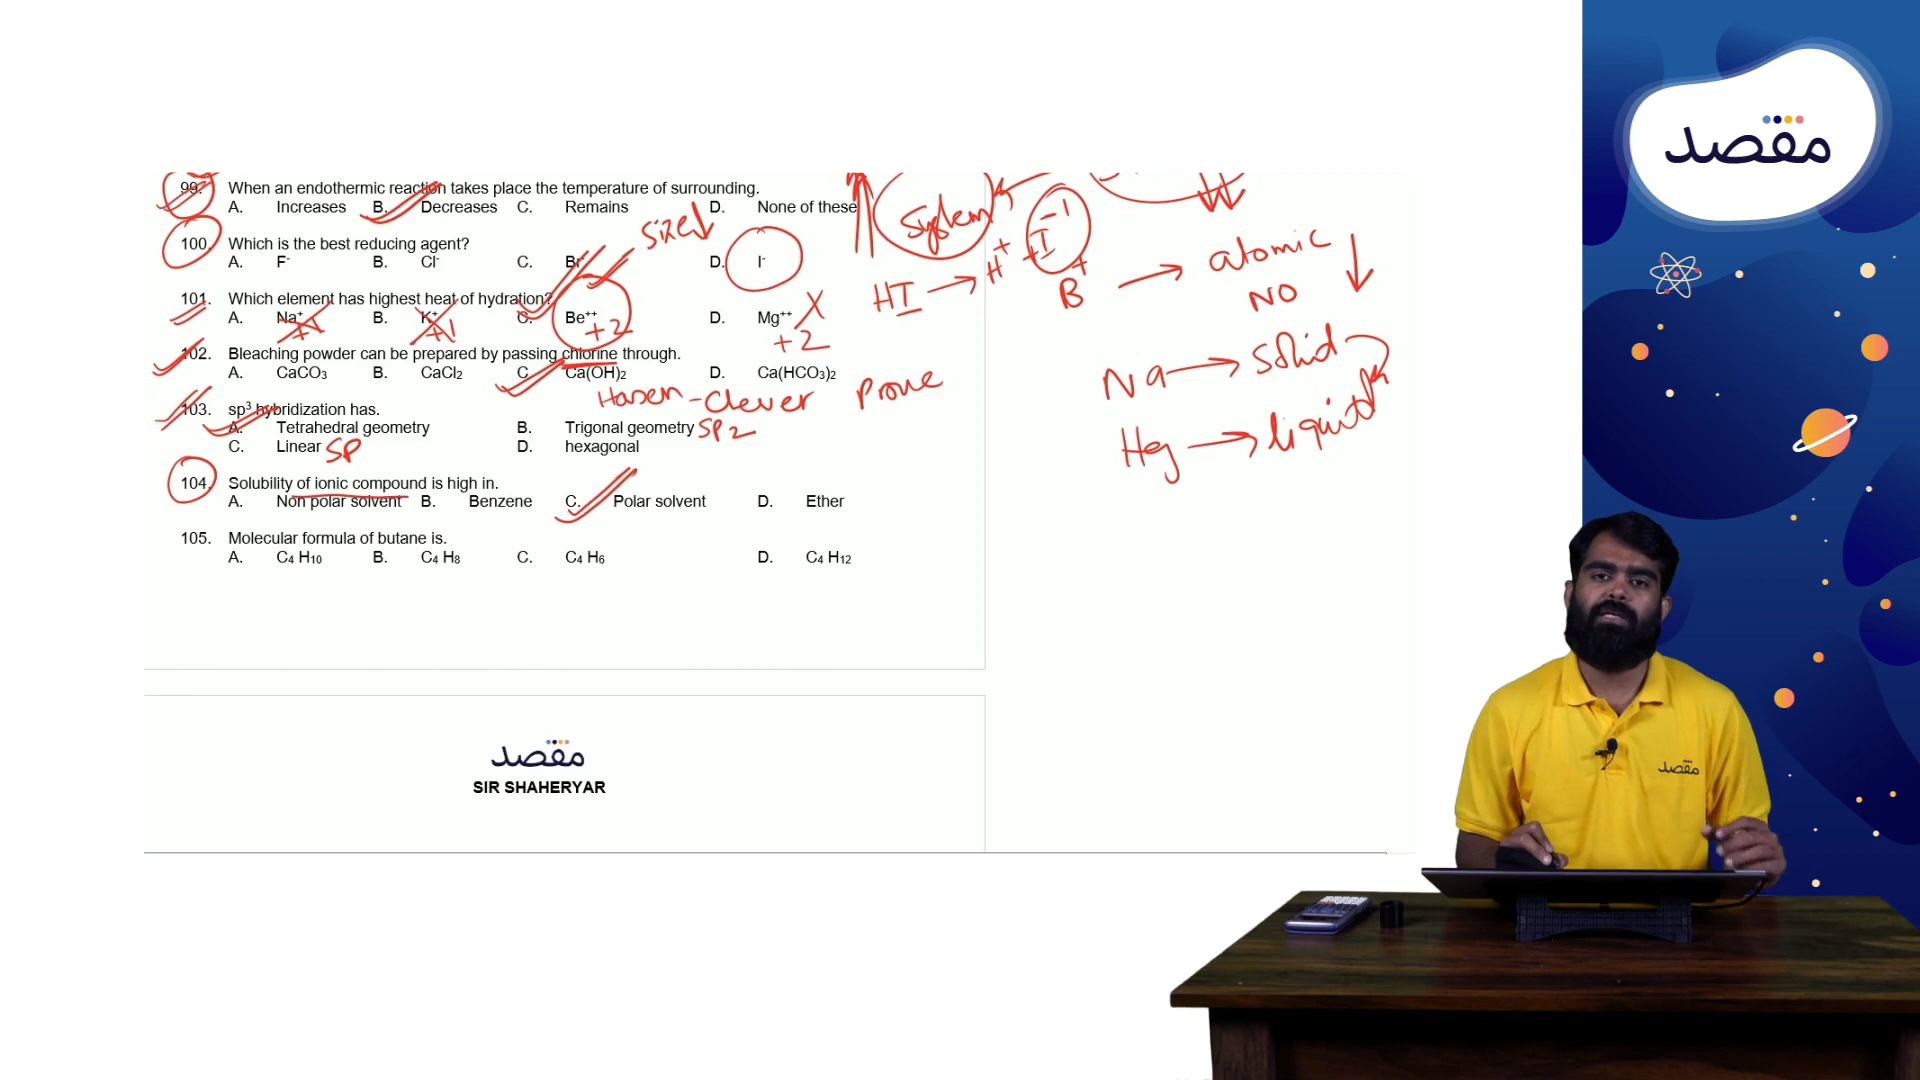 مقصد
99. When an endothermic reaction takes place the temperature of surrounding.
A. Increases B. Decreases C. Remains D. None of these
System
-1
size↓
100. Which is the best reducing agent?
A. F- B. Cl- C. Br- D. I-
HI → H+ I
B+ → atomic NO ↓
101. Which element has highest heat of hydration?
A. Na+ B. K+ C. Be++ D. Mg++ X
+1 +1 +2 +2
102. Bleaching powder can be prepared by passing chlorine through.
A. CaCO3 B. CaCl2 C. Ca(OH)2 D. Ca(HCO3)2
Hasen-clever Prove
Na → Solid
Hg → liquid
103. sp3 hybridization has.
A. Tetrahedral geometry B. Trigonal geometry SP2
C. Linear SP D. hexagonal
104. Solubility of ionic compound is high in.
A. Non polar solvent B. Benzene C. Polar solvent D. Ether
105. Molecular formula of butane is.
A. C4 H10 B. C4 H8 C. C4 H6 D. C4 H12
مقصد
SIR SHAHERYAR
مقصد